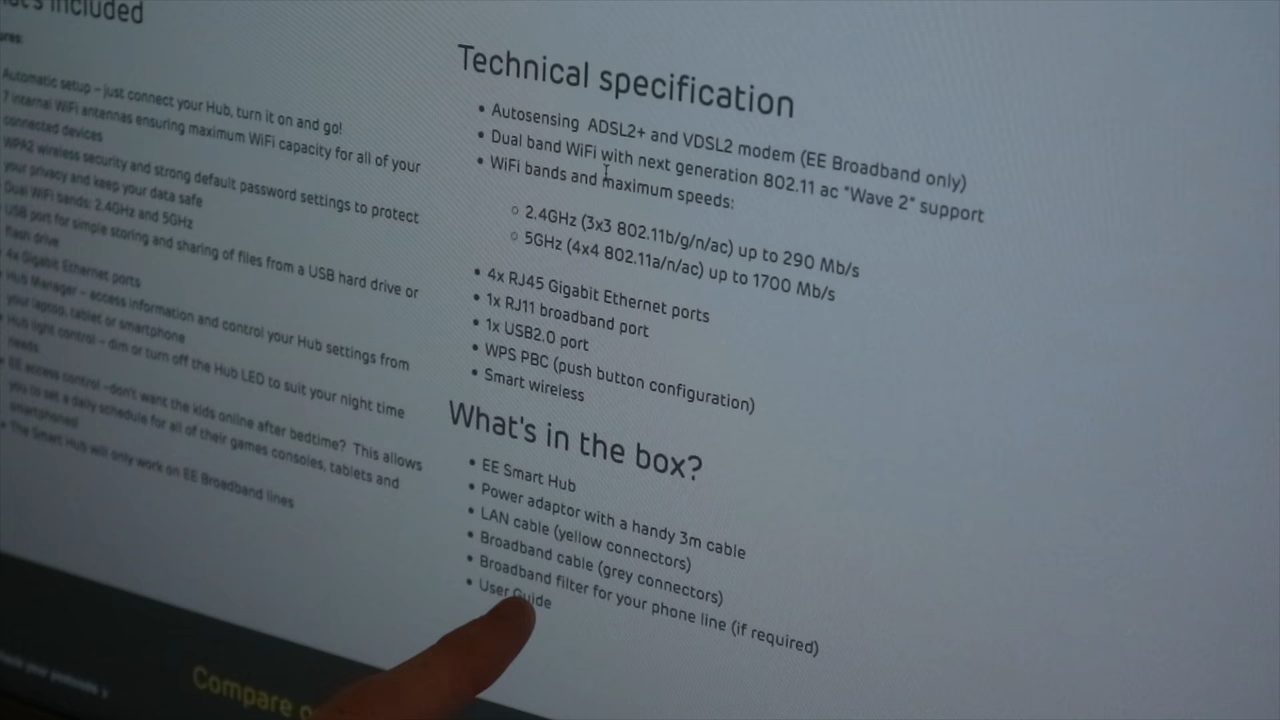 What's included
Automatic setup – just connect your Hub, turn it on and go!
7 internal WiFi antennas ensuring maximum WiFi capacity for all of your
connected devices
WPA2 wireless security and strong default password settings to protect
your privacy and keep your data safe
Dual WiFi bands: 2.4GHz and 5GHz
USB port for simple storing and sharing of files from a USB hard drive or
flash drive
4x Gigabit Ethernet ports
Hub Manager – access information and control your Hub settings from
your laptop, tablet or smartphone
Hub light control – dim or turn off the Hub LED to suit your night time
needs
EE access control –don't want the kids online after bedtime? This allows
you to set a daily schedule for all of their games consoles, tablets and
smartphones!
The Smart Hub will only work on EE Broadband lines
Technical specification
• Autosensing ADSL2+ and VDSL2 modem (EE Broadband only)
• Dual band WiFi with next generation 802.11 ac "Wave 2" support
• WiFi bands and maximum speeds:
○ 2.4GHz (3x3 802.11b/g/n/ac) up to 290 Mb/s
○ 5GHz (4x4 802.11a/n/ac) up to 1700 Mb/s
• 4x RJ45 Gigabit Ethernet ports
• 1x RJ11 broadband port
• 1x USB2.0 port
• WPS PBC (push button configuration)
• Smart wireless
What's in the box?
• EE Smart Hub
• Power adaptor with a handy 3m cable
• LAN cable (yellow connectors)
• Broadband cable (grey connectors)
• Broadband filter for your phone line (if required)
• User Guide
Compare